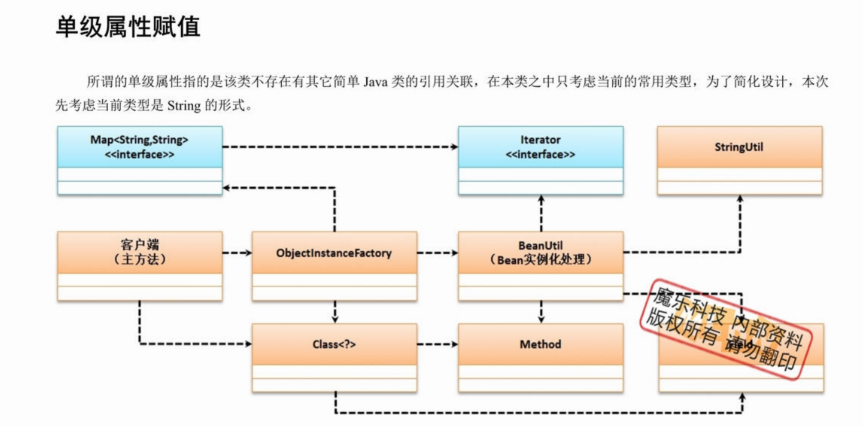 单级属性赋值
所谓的单级属性指的是该类不存在有其它简单 Java 类的引用关联，在本类之中只考虑当前的常用类型，为了简化设计，本次
先考虑当前类型是 String 的形式。
Map<String,String>
<<interface>>
Iterator
<<interface>>
StringUtil
客户端
（主方法）
ObjectInstanceFactory
BeanUtil
（Bean实例化处理）
Class<?>
Method
魔乐科技 内部资料
版权所有 请勿翻印